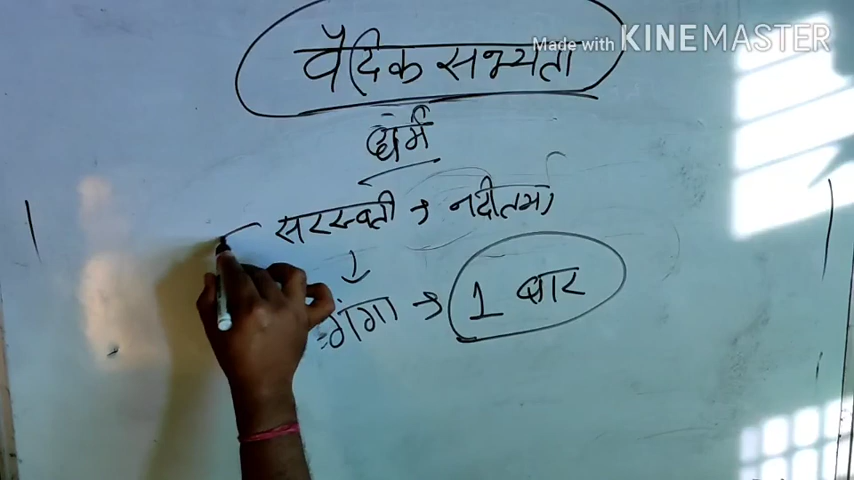 Made with KINEMASTER
वैदिक सभ्यता
धर्म
सरस्वती → नदीतमा
↓
गंगा → 1 बार